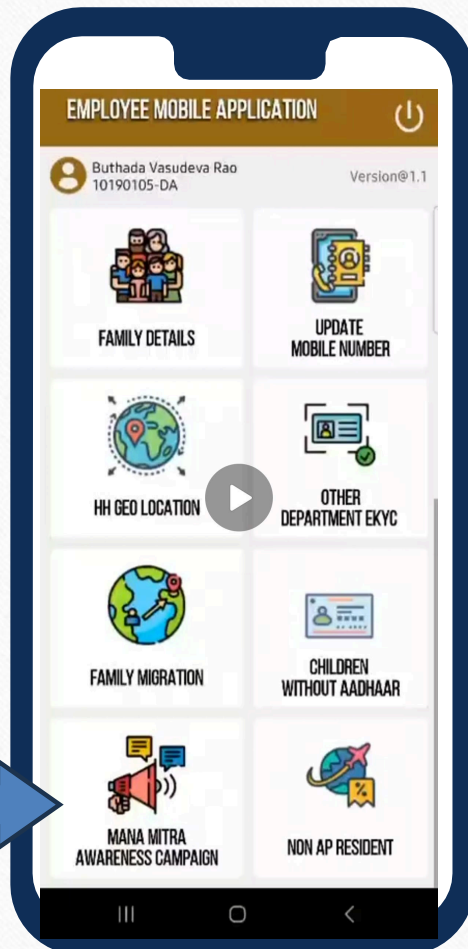 EMPLOYEE MOBILE APPLICATION
Buthada Vasudeva Rao
10190105-DA
Version@1.1
FAMILY DETAILS
UPDATE
MOBILE NUMBER
HH GEO LOCATION
OTHER
DEPARTMENT EKYC
FAMILY MIGRATION
CHILDREN
WITHOUT AADHAAR
MANA MITRA
AWARENESS CAMPAIGN
NON AP RESIDENT